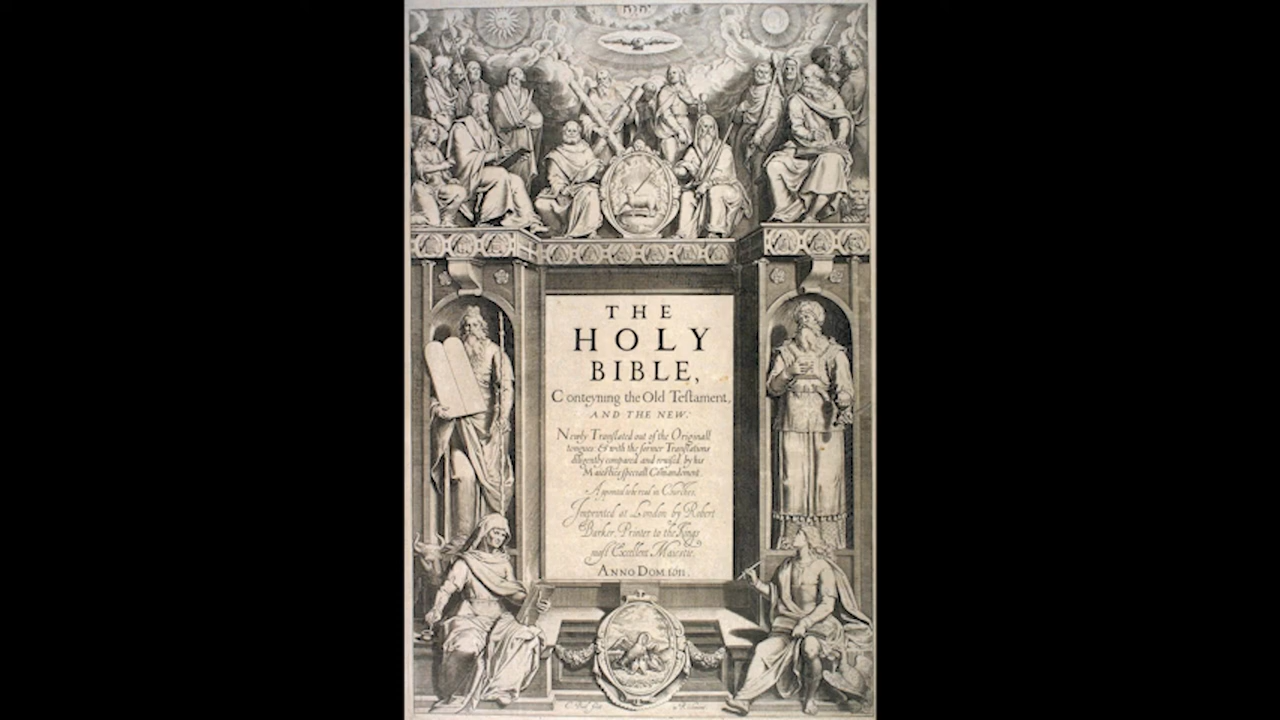 יהוה
THE
HOLY
BIBLE,
Conteyning the Old Teſtament,
AND THE NEW:
Newly Tranſlated out of the Originall
tongues: & with the former Tranſlations
diligently compared and reuiſed, by his
Maieſties ſpeciall Comandement.
Appointed to be read in Churches.
Imprinted at London by Robert
Barker, Printer to the Kings
moſt Excellent Maieſtie.
ANNO DOM. 1611.